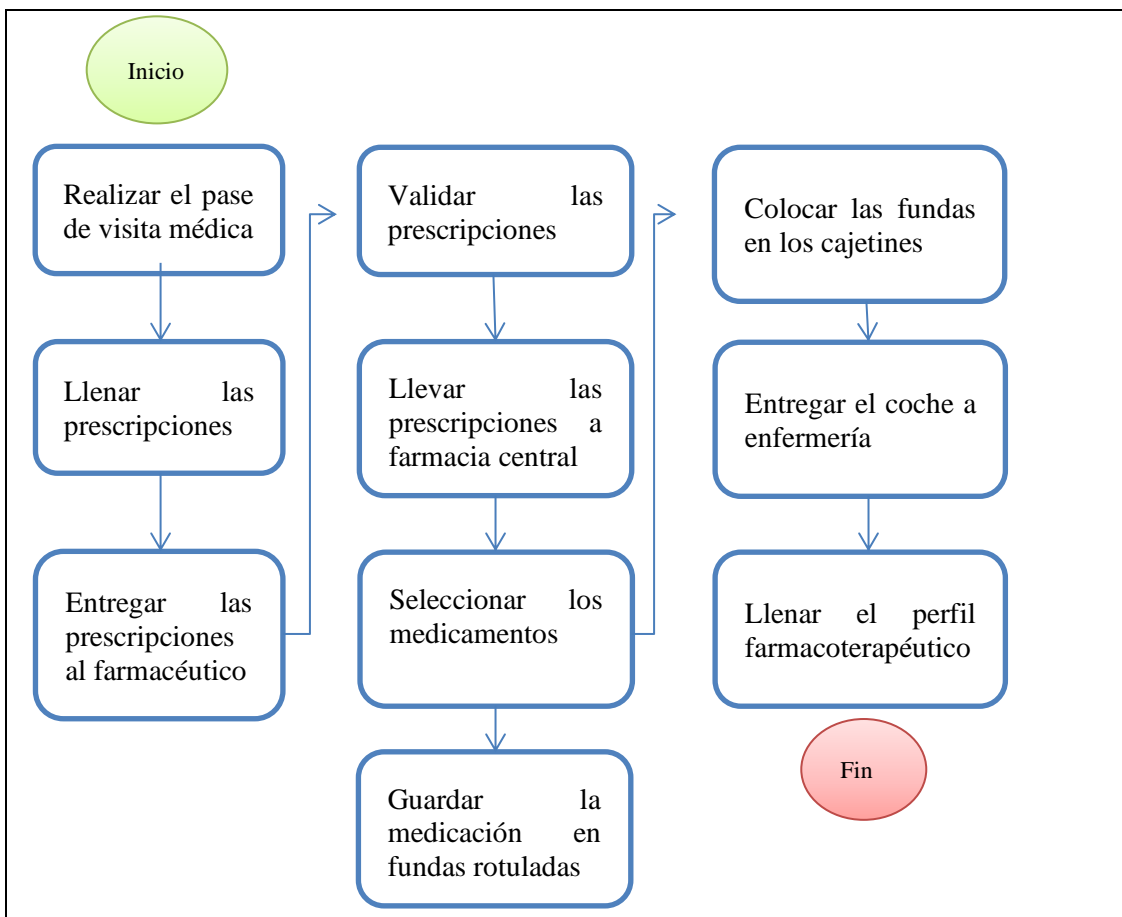 Inicio
Realizar el pase
de visita médica
Llenar las
prescripciones
Entregar las
prescripciones
al farmacéutico
Validar las
prescripciones
Llevar las
prescripciones a
farmacia central
Seleccionar los
medicamentos
Guardar la
medicación en
fundas rotuladas
Colocar las fundas
en los cajetines
Entregar el coche a
enfermería
Llenar el perfil
farmacoterapéutico
Fin